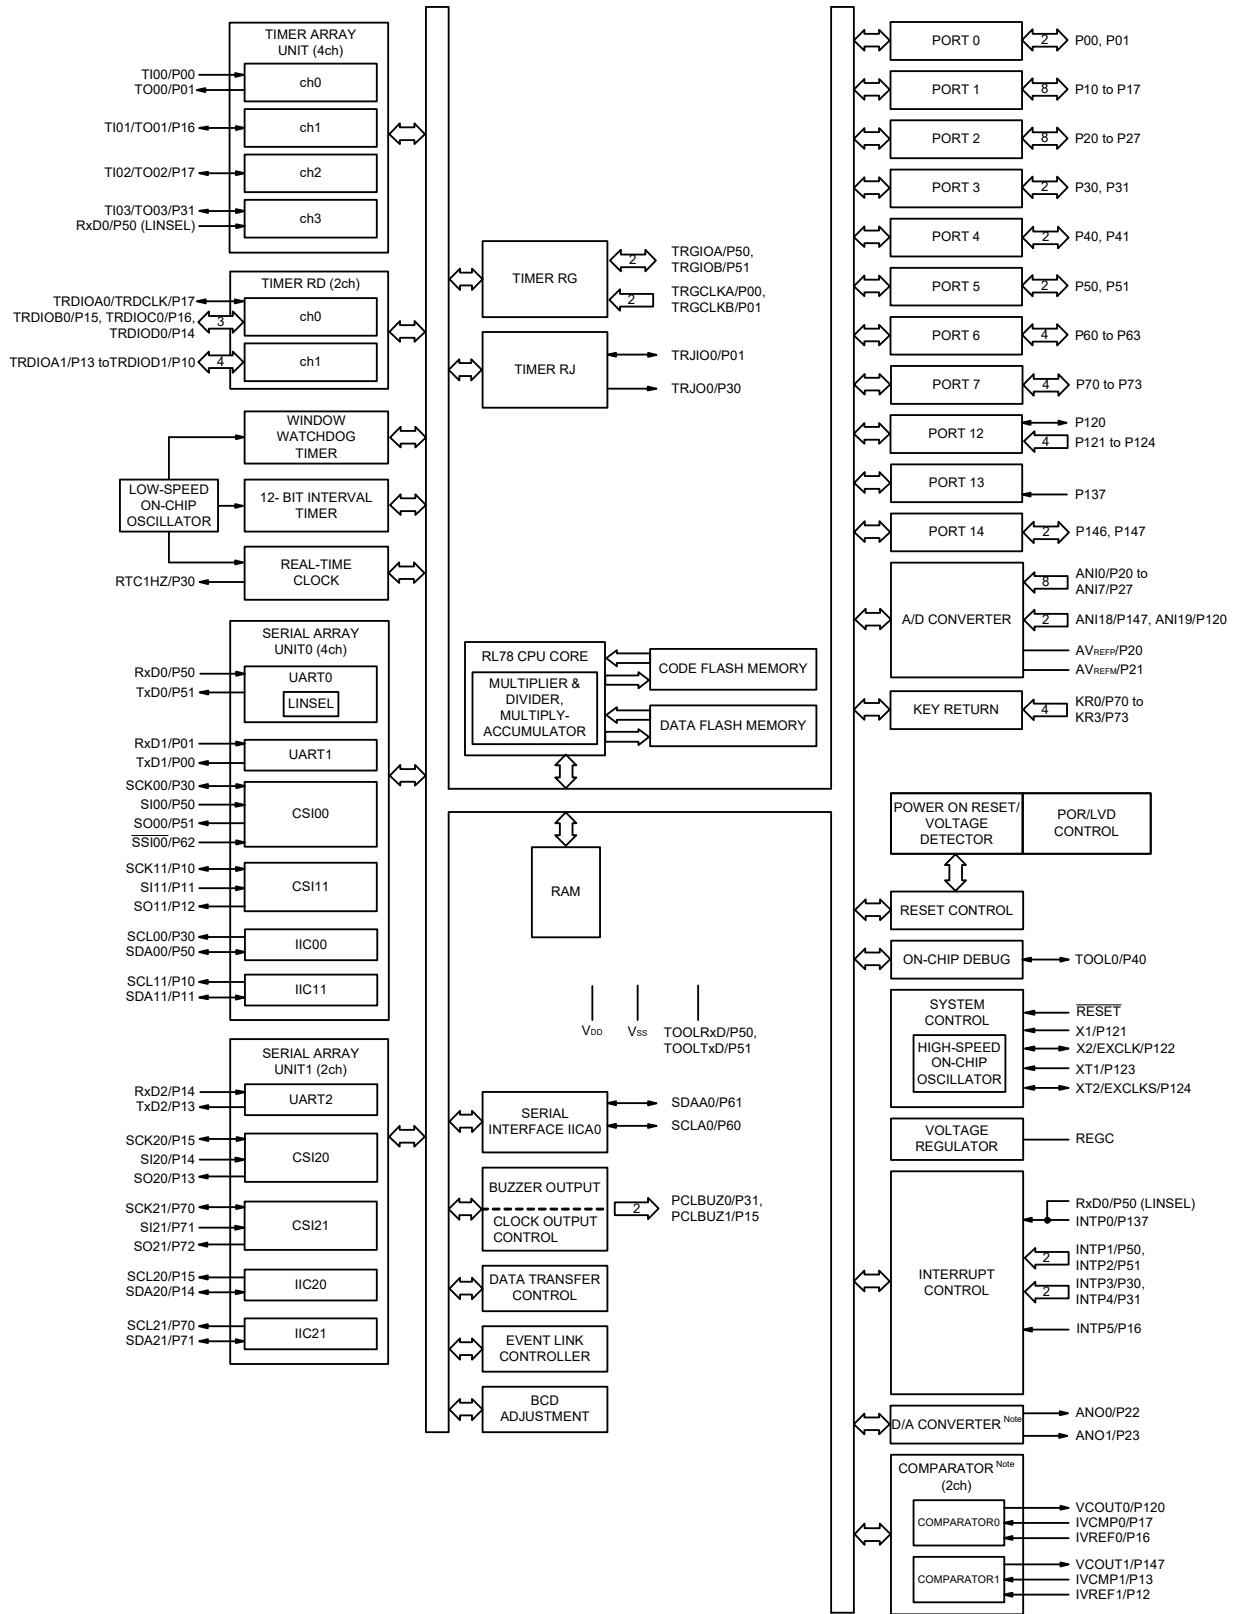 TIMER ARRAY
UNIT (4ch)
TI00/P00
TO00/P01
ch0
TI01/TO01/P16
ch1
TI02/TO02/P17
ch2
TI03/TO03/P31
RxD0/P50 (LINSEL)
ch3
TIMER RD (2ch)
TRDIOA0/TRDCLK/P17
TRDIOB0/P15, TRDIOC0/P16,
TRDIOD0/P14
3
ch0
TRDIOA1/P13 toTRDIOD1/P10
4
ch1
WINDOW
WATCHDOG
TIMER
LOW-SPEED
ON-CHIP
OSCILLATOR
12- BIT INTERVAL
TIMER
RTC1HZ/P30
REAL-TIME
CLOCK
SERIAL ARRAY
UNIT0 (4ch)
RxD0/P50
TxD0/P51
UART0
LINSEL
RxD1/P01
TxD1/P00
UART1
SCK00/P30
SI00/P50
SO00/P51
SSI00/P62
CSI00
SCK11/P10
SI11/P11
SO11/P12
CSI11
SCL00/P30
SDA00/P50
IIC00
SCL11/P10
SDA11/P11
IIC11
SERIAL ARRAY
UNIT1 (2ch)
RxD2/P14
TxD2/P13
UART2
SCK20/P15
SI20/P14
SO20/P13
CSI20
SCK21/P70
SI21/P71
SO21/P72
CSI21
SCL20/P15
SDA20/P14
IIC20
SCL21/P70
SDA21/P71
IIC21
TIMER RG
2
TRGIOA/P50,
TRGIOB/P51
2
TRGCLKA/P00,
TRGCLKB/P01
TIMER RJ
TRJIO0/P01
TRJO0/P30
RL78 CPU CORE
MULTIPLIER &
DIVIDER,
MULTIPLY-
ACCUMULATOR
CODE FLASH MEMORY
DATA FLASH MEMORY
RAM
VDD
VSS
TOOLRxD/P50,
TOOLTxD/P51
SERIAL
INTERFACE IICA0
SDAA0/P61
SCLA0/P60
BUZZER OUTPUT
CLOCK OUTPUT
CONTROL
2
PCLBUZ0/P31,
PCLBUZ1/P15
DATA TRANSFER
CONTROL
EVENT LINK
CONTROLLER
BCD
ADJUSTMENT
PORT 0
2
P00, P01
PORT 1
8
P10 to P17
PORT 2
8
P20 to P27
PORT 3
2
P30, P31
PORT 4
2
P40, P41
PORT 5
2
P50, P51
PORT 6
4
P60 to P63
PORT 7
4
P70 to P73
PORT 12
P120
4
P121 to P124
PORT 13
P137
PORT 14
2
P146, P147
A/D CONVERTER
8
ANI0/P20 to
ANI7/P27
2
ANI18/P147, ANI19/P120
AVREFP/P20
AVREFM/P21
KEY RETURN
4
KR0/P70 to
KR3/P73
POWER ON RESET/
VOLTAGE
DETECTOR
POR/LVD
CONTROL
RESET CONTROL
ON-CHIP DEBUG
TOOL0/P40
SYSTEM
CONTROL
HIGH-SPEED
ON-CHIP
OSCILLATOR
RESET
X1/P121
X2/EXCLK/P122
XT1/P123
XT2/EXCLKS/P124
VOLTAGE
REGULATOR
REGC
INTERRUPT
CONTROL
RxD0/P50 (LINSEL)
INTP0/P137
2
INTP1/P50,
INTP2/P51
2
INTP3/P30,
INTP4/P31
INTP5/P16
D/A CONVERTER Note
ANO0/P22
ANO1/P23
COMPARATOR Note
(2ch)
COMPARATOR0
VCOUT0/P120
IVCMP0/P17
IVREF0/P16
COMPARATOR1
VCOUT1/P147
IVCMP1/P13
IVREF1/P12